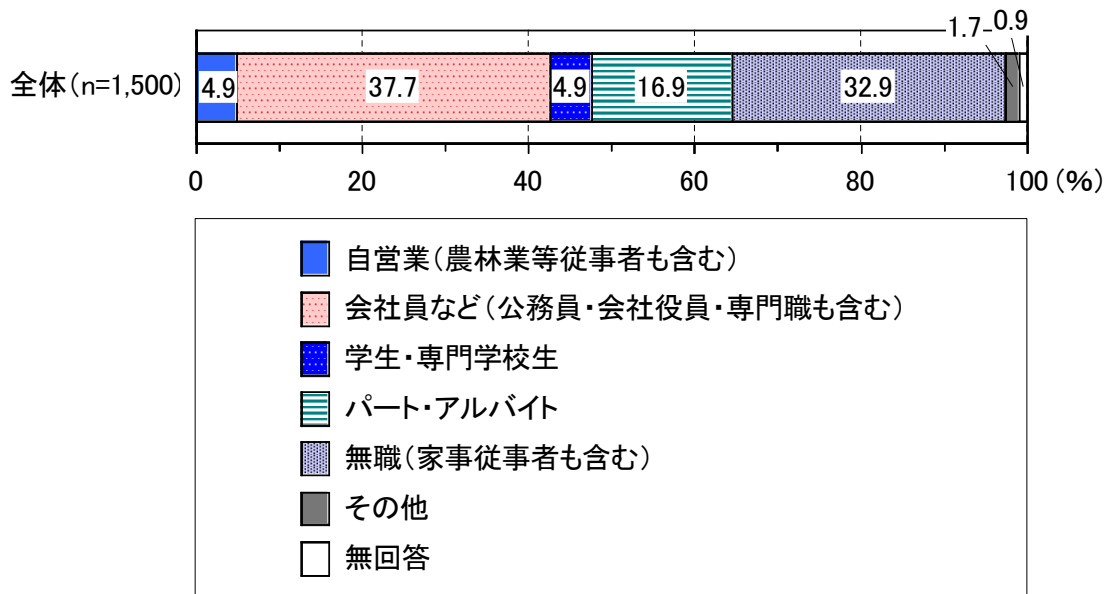 1.7 0.9
全体(n=1,500) 4.9 37.7 4.9 16.9 32.9
0 20 40 60 80 100 (%)
自営業(農林業等従事者も含む)
会社員など(公務員・会社役員・専門職も含む)
学生・専門学校生
パート・アルバイト
無職(家事従事者も含む)
その他
無回答